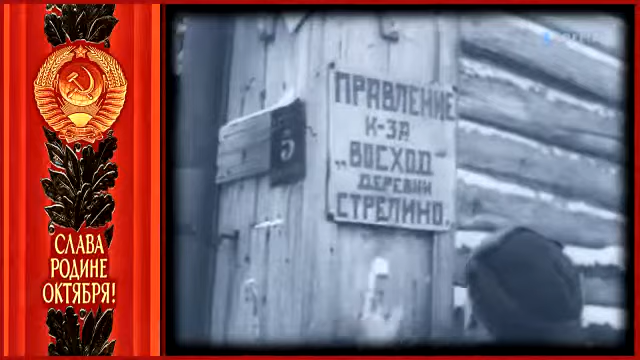 СЛАВА
РОДИНЕ
ОКТЯБРЯ!
5
ПРАВЛЕНИЕ
К-ЗА
„ВОСХОД"
ДЕРЕВНИ
СТРЕЛИНО.